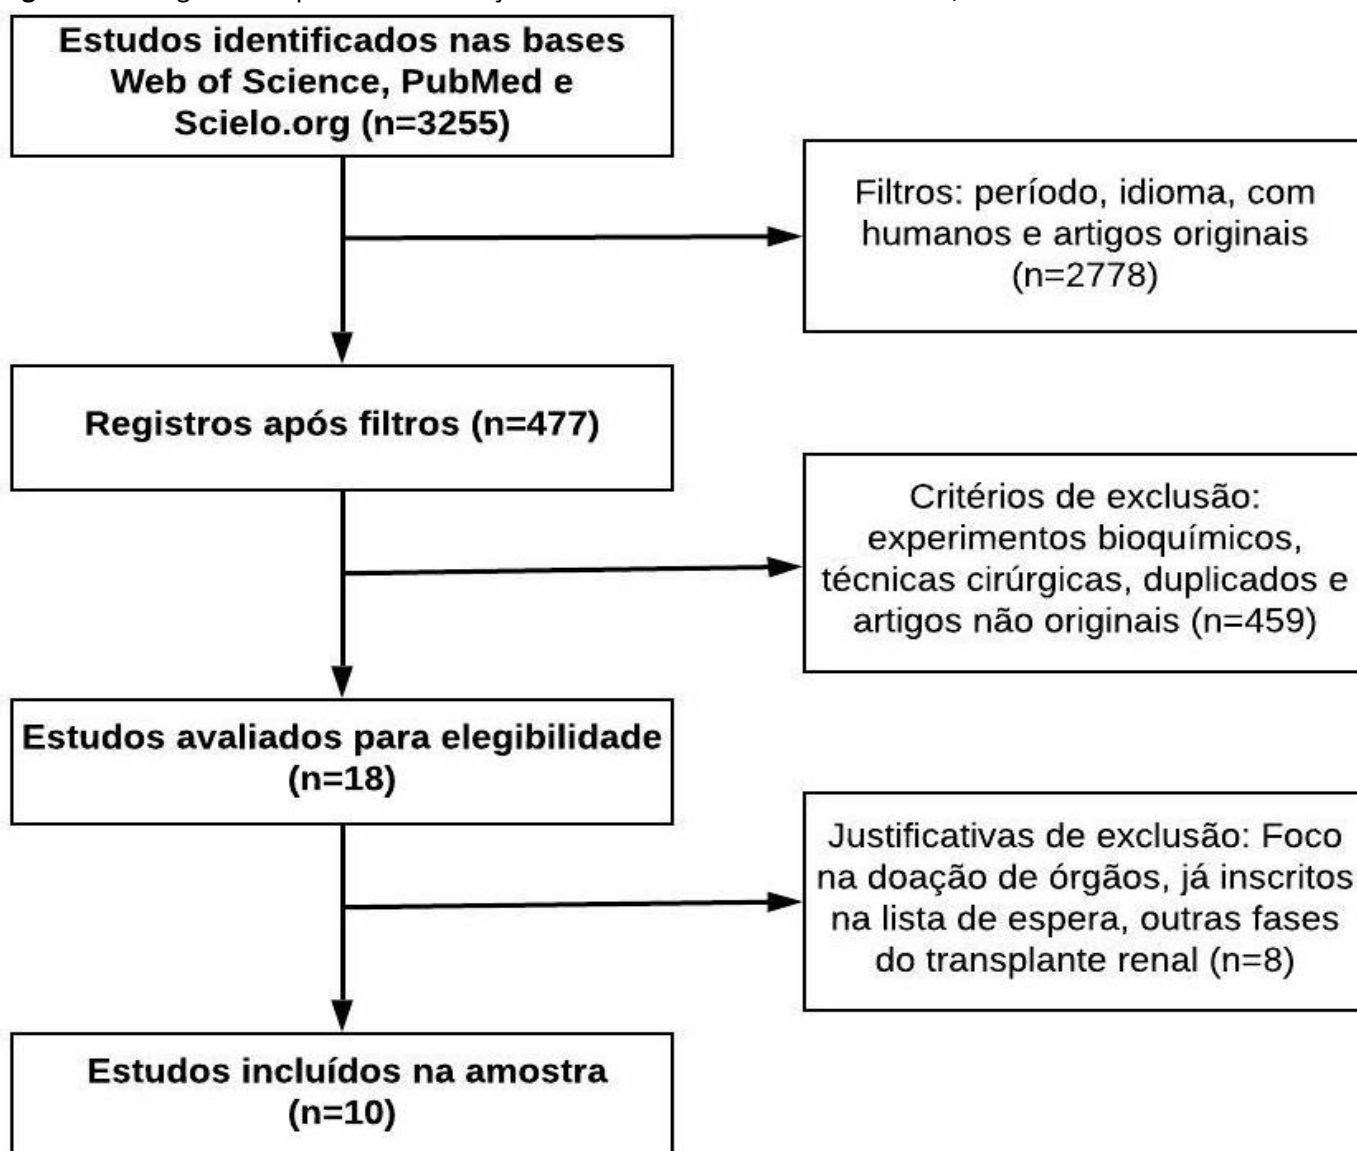 Estudos identificados nas bases
Web of Science, PubMed e
Scielo.org (n=3255)
Filtros: período, idioma, com
humanos e artigos originais
(n=2778)
Registros após filtros (n=477)
Critérios de exclusão:
experimentos bioquímicos,
técnicas cirúrgicas, duplicados e
artigos não originais (n=459)
Estudos avaliados para elegibilidade
(n=18)
Justificativas de exclusão: Foco
na doação de órgãos, já inscritos
na lista de espera, outras fases
do transplante renal (n=8)
Estudos incluídos na amostra
(n=10)